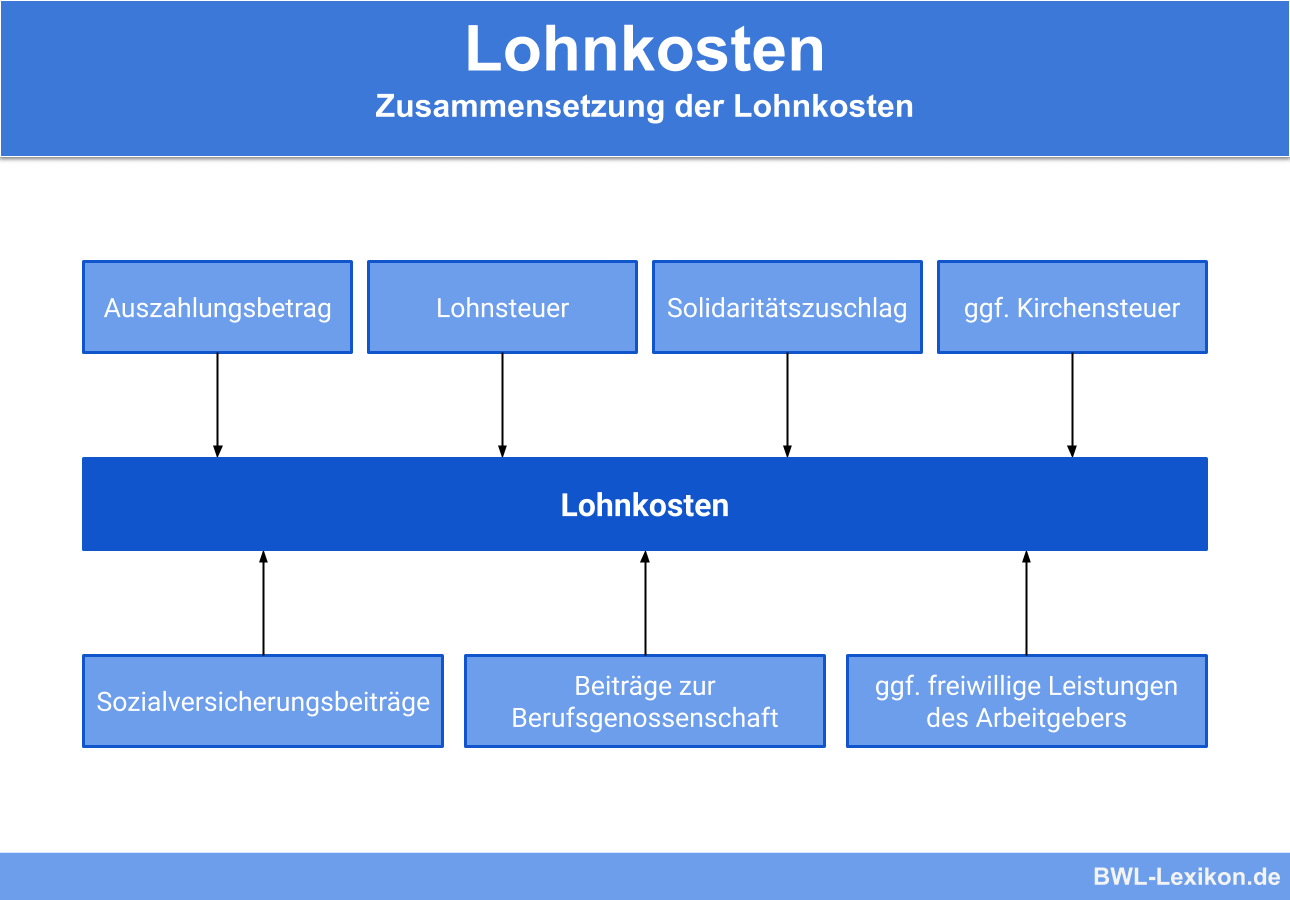 Lohnkosten
Zusammensetzung der Lohnkosten
Auszahlungsbetrag
Lohnsteuer
Solidaritätszuschlag
ggf. Kirchensteuer
Lohnkosten
Sozialversicherungsbeiträge
Beiträge zur
Berufsgenossenschaft
ggf. freiwillige Leistungen
des Arbeitgebers
BWL-Lexikon.de